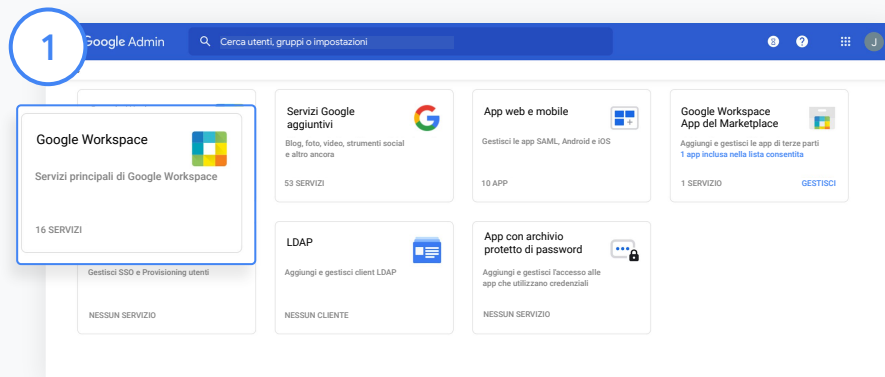 1
Google Admin
Cerca utenti, gruppi o impostazioni
8
?
J
Google Workspace
Servizi principali di Google Workspace
16 SERVIZI
Servizi Google
aggiuntivi
Blog, foto, video, strumenti social
e altro ancora
53 SERVIZI
App web e mobile
Gestisci le app SAML, Android e iOS
10 APP
Google Workspace
App del Marketplace
Aggiungi e gestisci le app di terze parti
1 app inclusa nella lista consentita
1 SERVIZIO
GESTISCI
Gestisci SSO e Provisioning utenti
NESSUN SERVIZIO
LDAP
Aggiungi e gestisci client LDAP
NESSUN CLIENTE
App con archivio
protetto di password
Aggiungi e gestisci l'accesso alle
app che utilizzano credenziali
NESSUN SERVIZIO